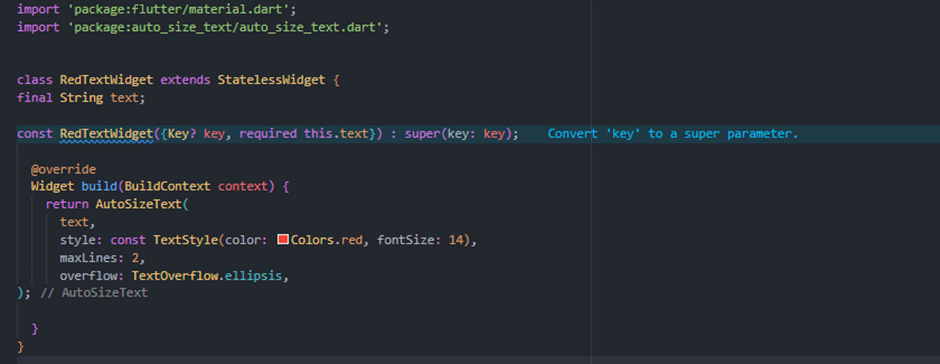 import 'package:flutter/material.dart';
import 'package:auto_size_text/auto_size_text.dart';
class RedTextWidget extends StatelessWidget {
final String text;
const RedTextWidget({Key? key, required this.text}) : super(key: key);    Convert 'key' to a super parameter.
@override
Widget build(BuildContext context) {
return AutoSizeText(
text,
style: const TextStyle(color: Colors.red, fontSize: 14),
maxLines: 2,
overflow: TextOverflow.ellipsis,
); // AutoSizeText
}
}